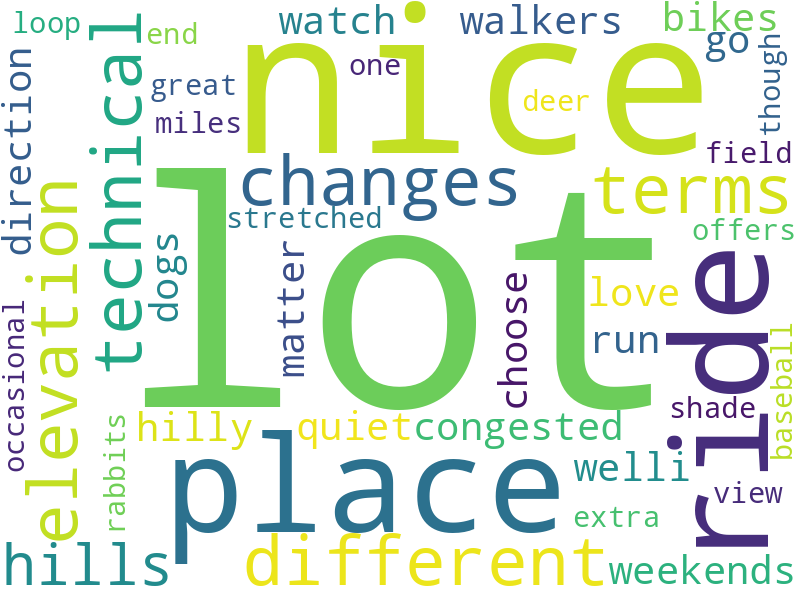 loop
end
watch
walkers
bikes
go
though
nice
one
great
miles
deer
technical
direction
field
changes
terms
stretched
offers
elevation
dogs
lot
matter
choose
love
run
ride
occasional
rabbits
hilly
quiet
congested
shade
baseball
place
welli
view
extra
hills
different
weekends